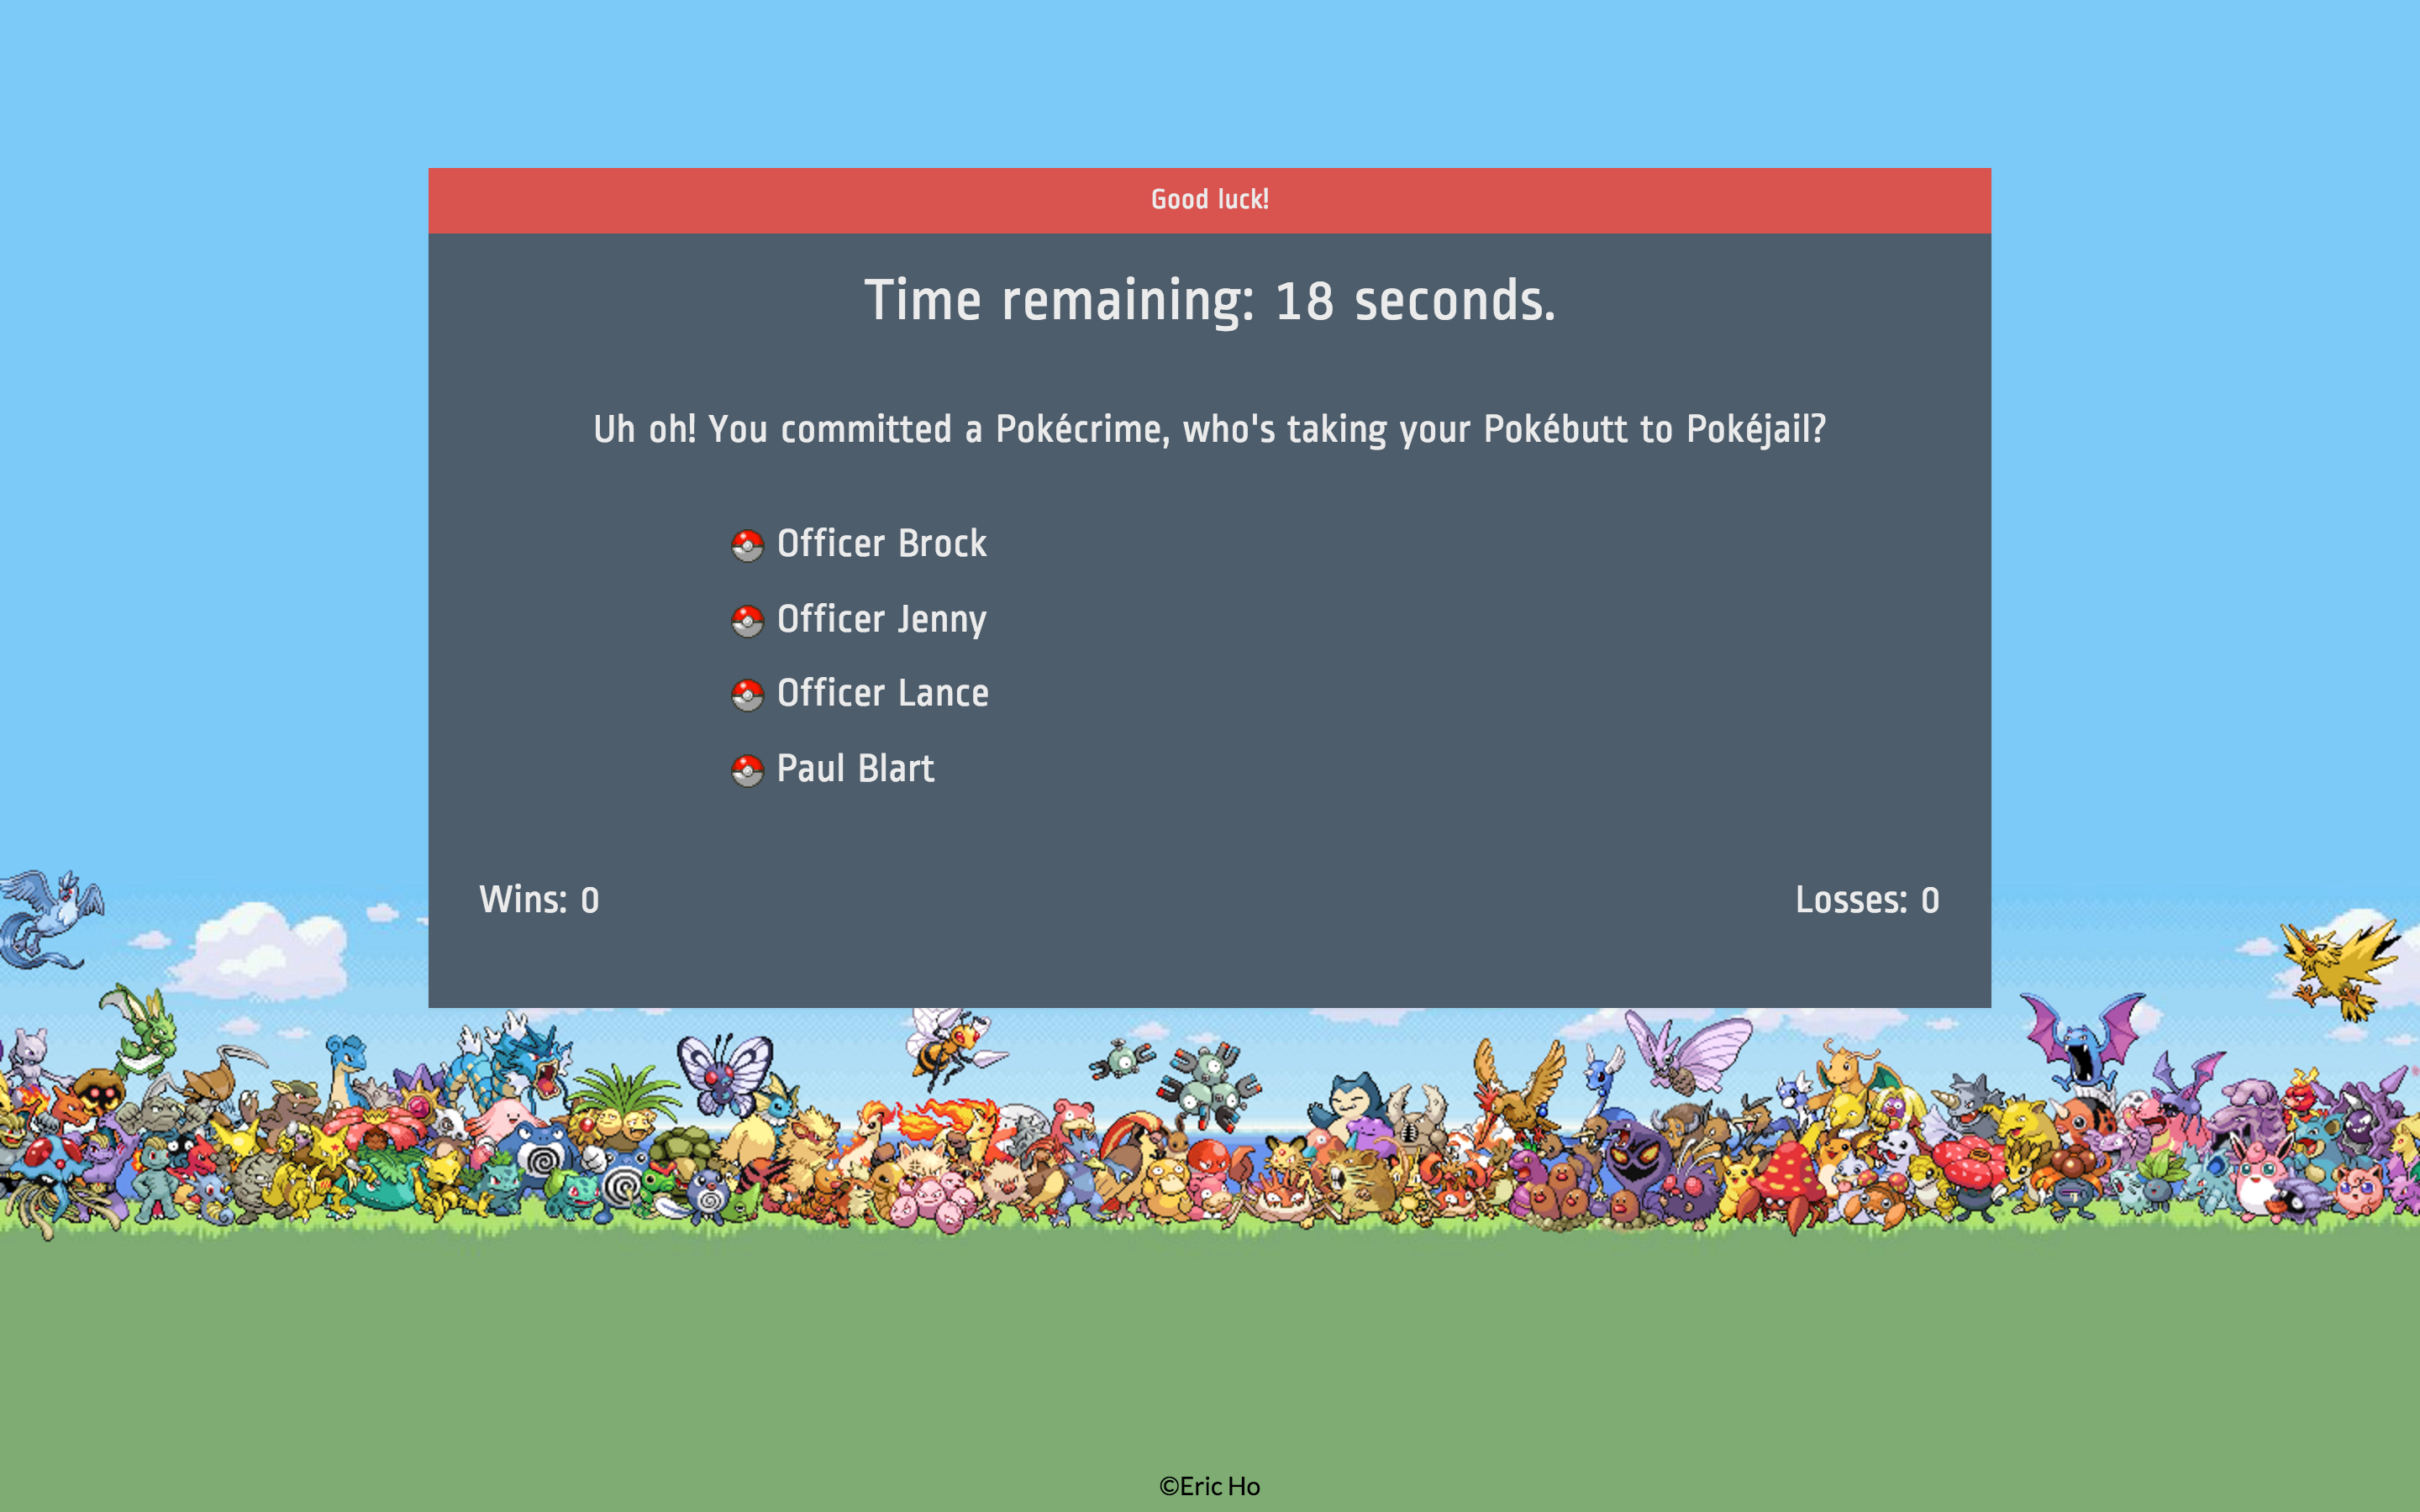 Good luck!
Time remaining: 18 seconds.
Uh oh! You committed a Pokécrime, who's taking your Pokébutt to Pokéjail?
Officer Brock
Officer Jenny
Officer Lance
Paul Blart
Wins: 0
Losses: 0
©Eric Ho